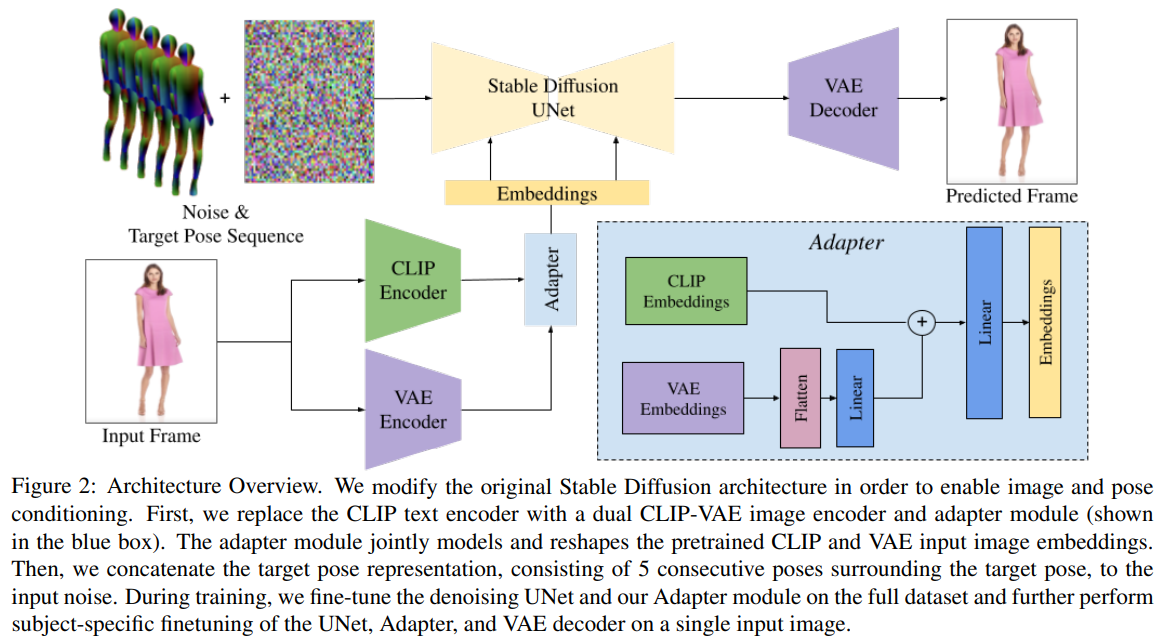 Stable Diffusion
UNet
VAE
Decoder
+
Embeddings
Predicted Frame
Noise &
Target Pose Sequence
CLIP
Encoder
Adapter
VAE
Encoder
Input Frame
Adapter
CLIP
Embeddings
+
VAE
Embeddings
Flatten
Linear
Linear
Embeddings
Figure 2: Architecture Overview. We modify the original Stable Diffusion architecture in order to enable image and pose
conditioning. First, we replace the CLIP text encoder with a dual CLIP-VAE image encoder and adapter module (shown
in the blue box). The adapter module jointly models and reshapes the pretrained CLIP and VAE input image embeddings.
Then, we concatenate the target pose representation, consisting of 5 consecutive poses surrounding the target pose, to the
input noise. During training, we fine-tune the denoising UNet and our Adapter module on the full dataset and further perform
subject-specific finetuning of the UNet, Adapter, and VAE decoder on a single input image.